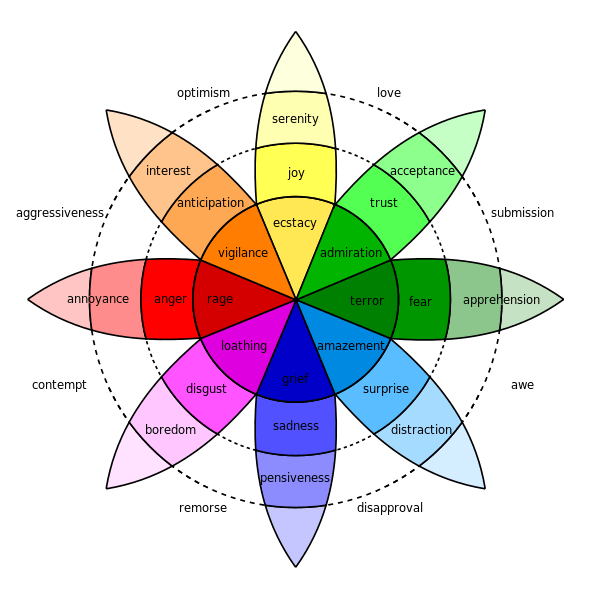 optimism
love
serenity
interest
acceptance
joy
anticipation
trust
aggressiveness
submission
ecstacy
vigilance
admiration
annoyance
anger
rage
terror
fear
apprehension
loathing
amazement
grief
contempt
awe
disgust
surprise
boredom
sadness
distraction
pensiveness
remorse
disapproval